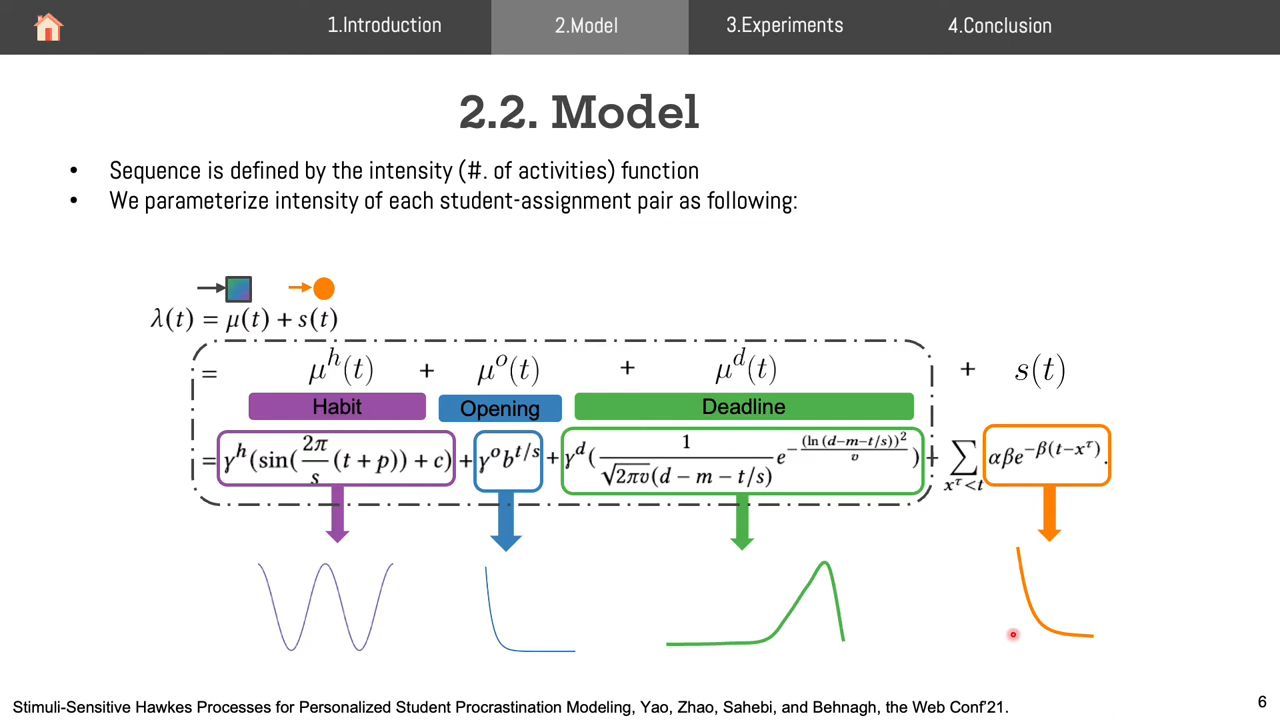 1.Introduction
2.Model
3.Experiments
4.Conclusion
2.2. Model
• Sequence is defined by the intensity (#. of activities) function
• We parameterize intensity of each student-assignment pair as following:
λ(t) = μ(t) + s(t)
= μ^h(t) + μ^o(t) + μ^d(t) + s(t)
Habit
Opening
Deadline
= γ^h(sin(2π/s (t + p)) + c) + γ^o b^{t/s} + γ^d( 1/(√2πv(d − m − t/s)) e^{−(ln (d−m−t/s))^2/v} ) + ∑_{x^τ<t} αβe^{−β(t−x^τ)}.
Stimuli-Sensitive Hawkes Processes for Personalized Student Procrastination Modeling, Yao, Zhao, Sahebi, and Behnagh, the Web Conf'21.
6